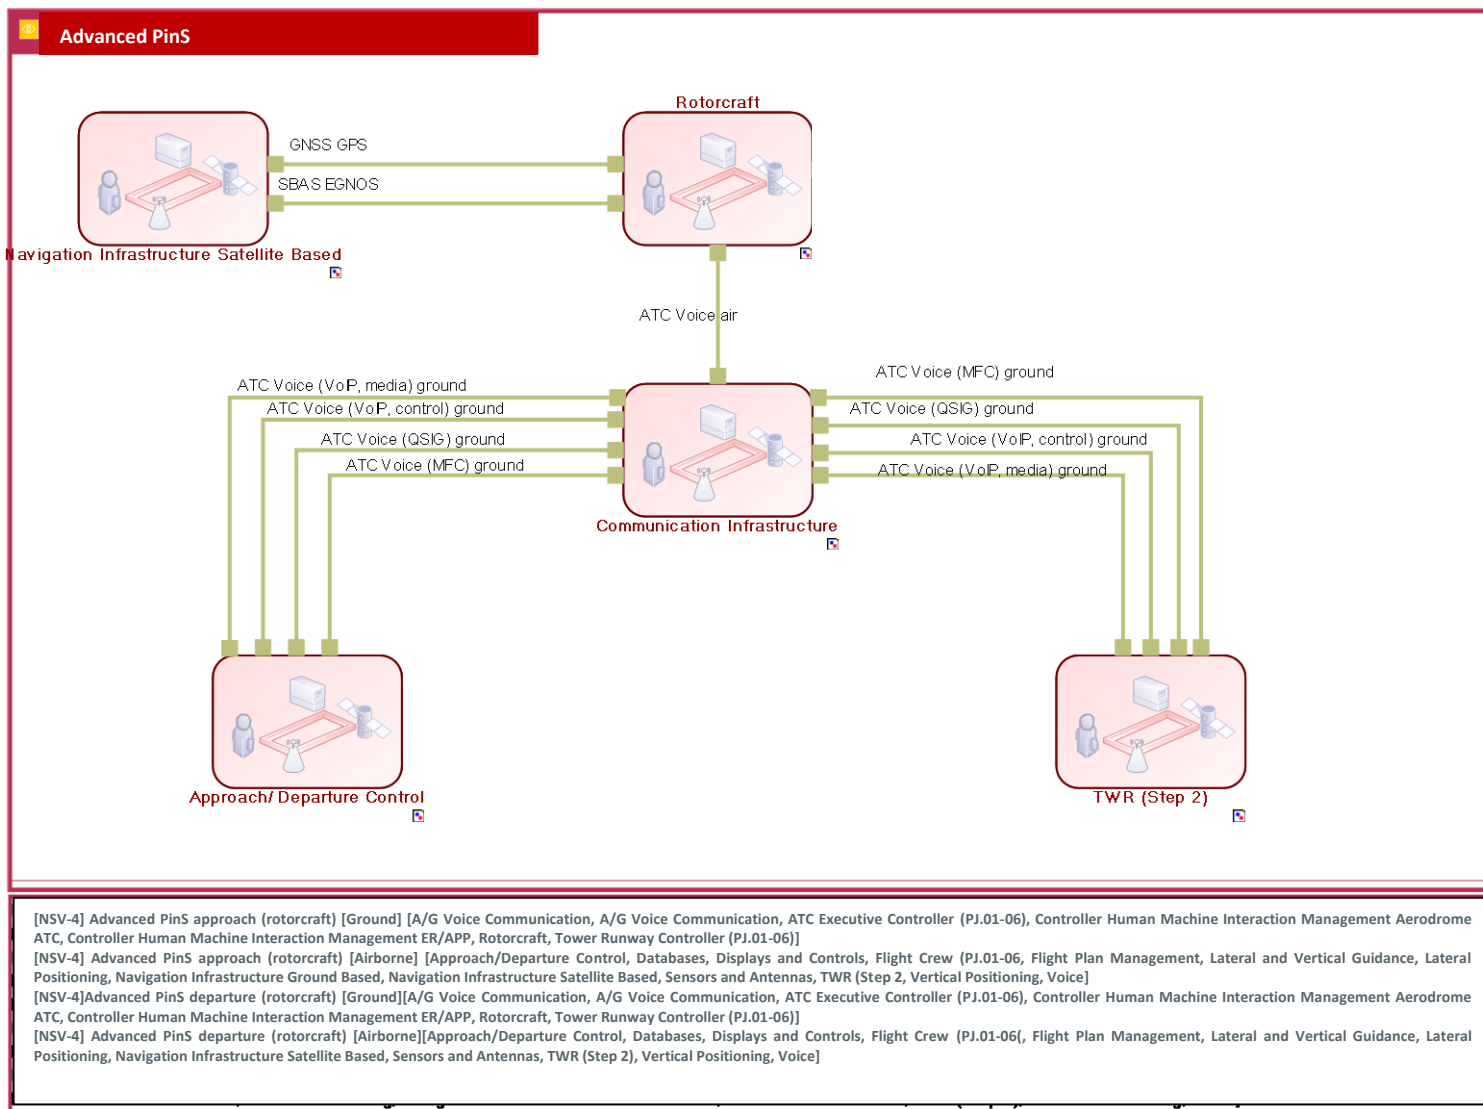 Advanced PinS
Rotorcraft
GNSS GPS
SBAS EGNOS
Navigation Infrastructure Satellite Based
ATC Voice air
ATC Voice (VoIP, media) ground
ATC Voice (VoIP, control) ground
ATC Voice (QSIG) ground
ATC Voice (MFC) ground
ATC Voice (MFC) ground
ATC Voice (QSIG) ground
ATC Voice (VoIP, control) ground
ATC Voice (VoIP, media) ground
Communication Infrastructure
Approach/ Departure Control
TWR (Step 2)
[NSV-4] Advanced PinS approach (rotorcraft) [Ground] [A/G Voice Communication, A/G Voice Communication, ATC Executive Controller (PJ.01-06), Controller Human Machine Interaction Management Aerodrome
ATC, Controller Human Machine Interaction Management ER/APP, Rotorcraft, Tower Runway Controller (PJ.01-06)]
[NSV-4] Advanced PinS approach (rotorcraft) [Airborne] [Approach/Departure Control, Databases, Displays and Controls, Flight Crew (PJ.01-06, Flight Plan Management, Lateral and Vertical Guidance, Lateral
Positioning, Navigation Infrastructure Ground Based, Navigation Infrastructure Satellite Based, Sensors and Antennas, TWR (Step 2, Vertical Positioning, Voice]
[NSV-4]Advanced PinS departure (rotorcraft) [Ground][A/G Voice Communication, A/G Voice Communication, ATC Executive Controller (PJ.01-06), Controller Human Machine Interaction Management Aerodrome
ATC, Controller Human Machine Interaction Management ER/APP, Rotorcraft, Tower Runway Controller (PJ.01-06)]
[NSV-4] Advanced PinS departure (rotorcraft) [Airborne][Approach/Departure Control, Databases, Displays and Controls, Flight Crew (PJ.01-06(, Flight Plan Management, Lateral and Vertical Guidance, Lateral
Positioning, Navigation Infrastructure Satellite Based, Sensors and Antennas, TWR (Step 2), Vertical Positioning, Voice]